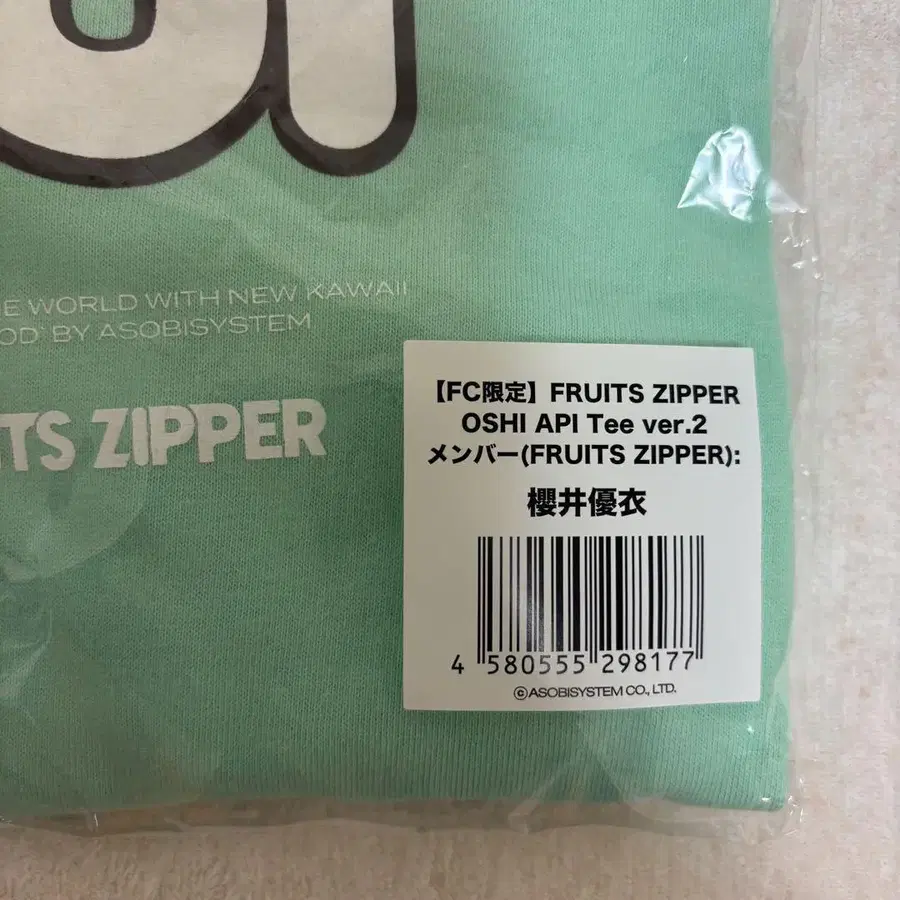 E WORLD WITH NEW KAWAII
OD BY ASOBISYSTEM
ITS ZIPPER
【FC限定】FRUITS ZIPPER
OSHI API Tee ver.2
メンバー(FRUITS ZIPPER):
櫻井優衣
4 580555 298177
©ASOBISYSTEM CO., LTD.